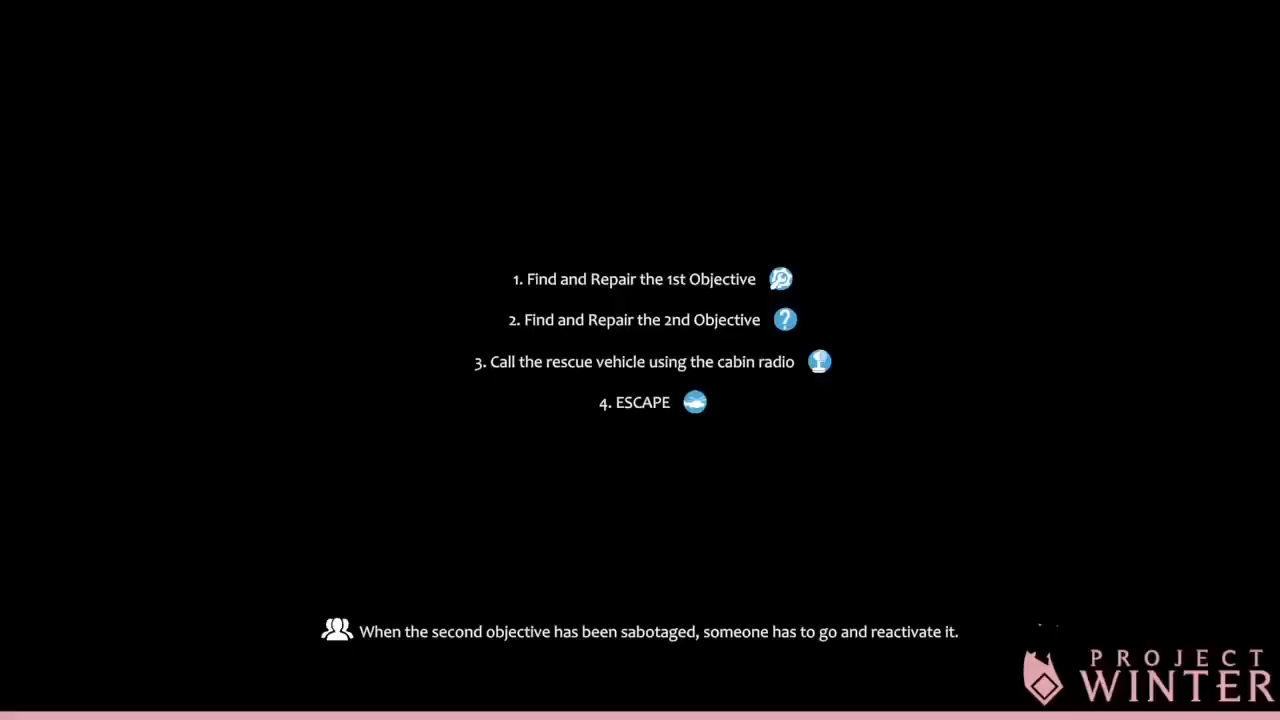 1. Find and Repair the 1st Objective
2. Find and Repair the 2nd Objective
?
3. Call the rescue vehicle using the cabin radio
4. ESCAPE
When the second objective has been sabotaged, someone has to go and reactivate it.
PROJECT
WINTER